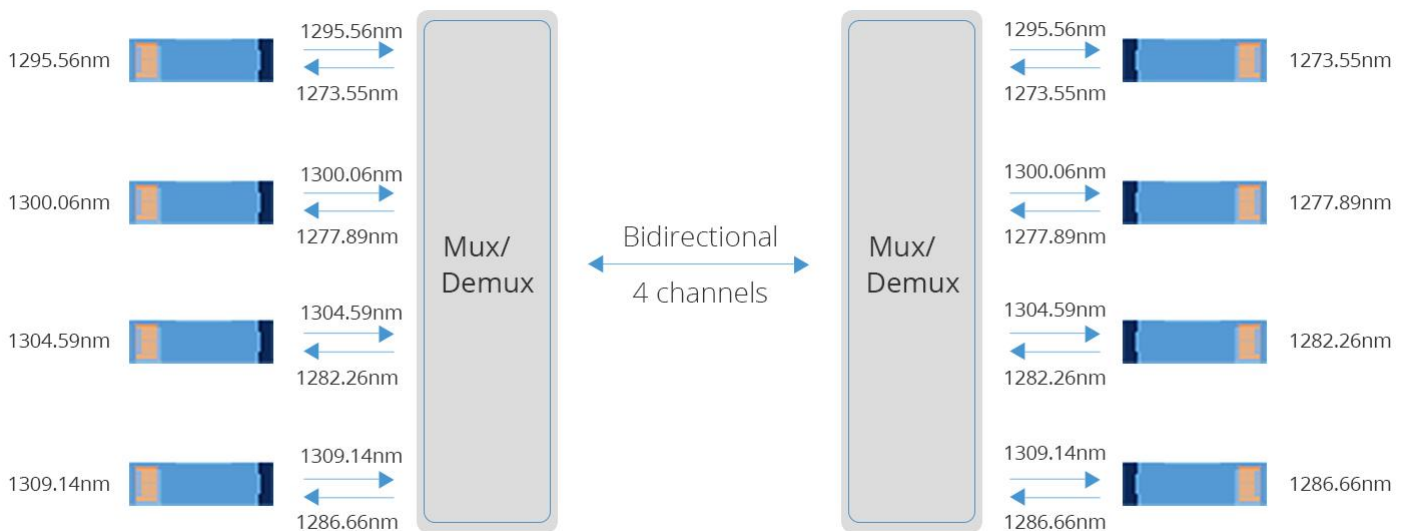 1295.56nm
1295.56nm
1273.55nm
1300.06nm
1300.06nm
1277.89nm
1304.59nm
1304.59nm
1282.26nm
1309.14nm
1309.14nm
1286.66nm
Mux/
Demux
Bidirectional
4 channels
Mux/
Demux
1295.56nm
1273.55nm
1273.55nm
1300.06nm
1277.89nm
1277.89nm
1304.59nm
1282.26nm
1282.26nm
1309.14nm
1286.66nm
1286.66nm